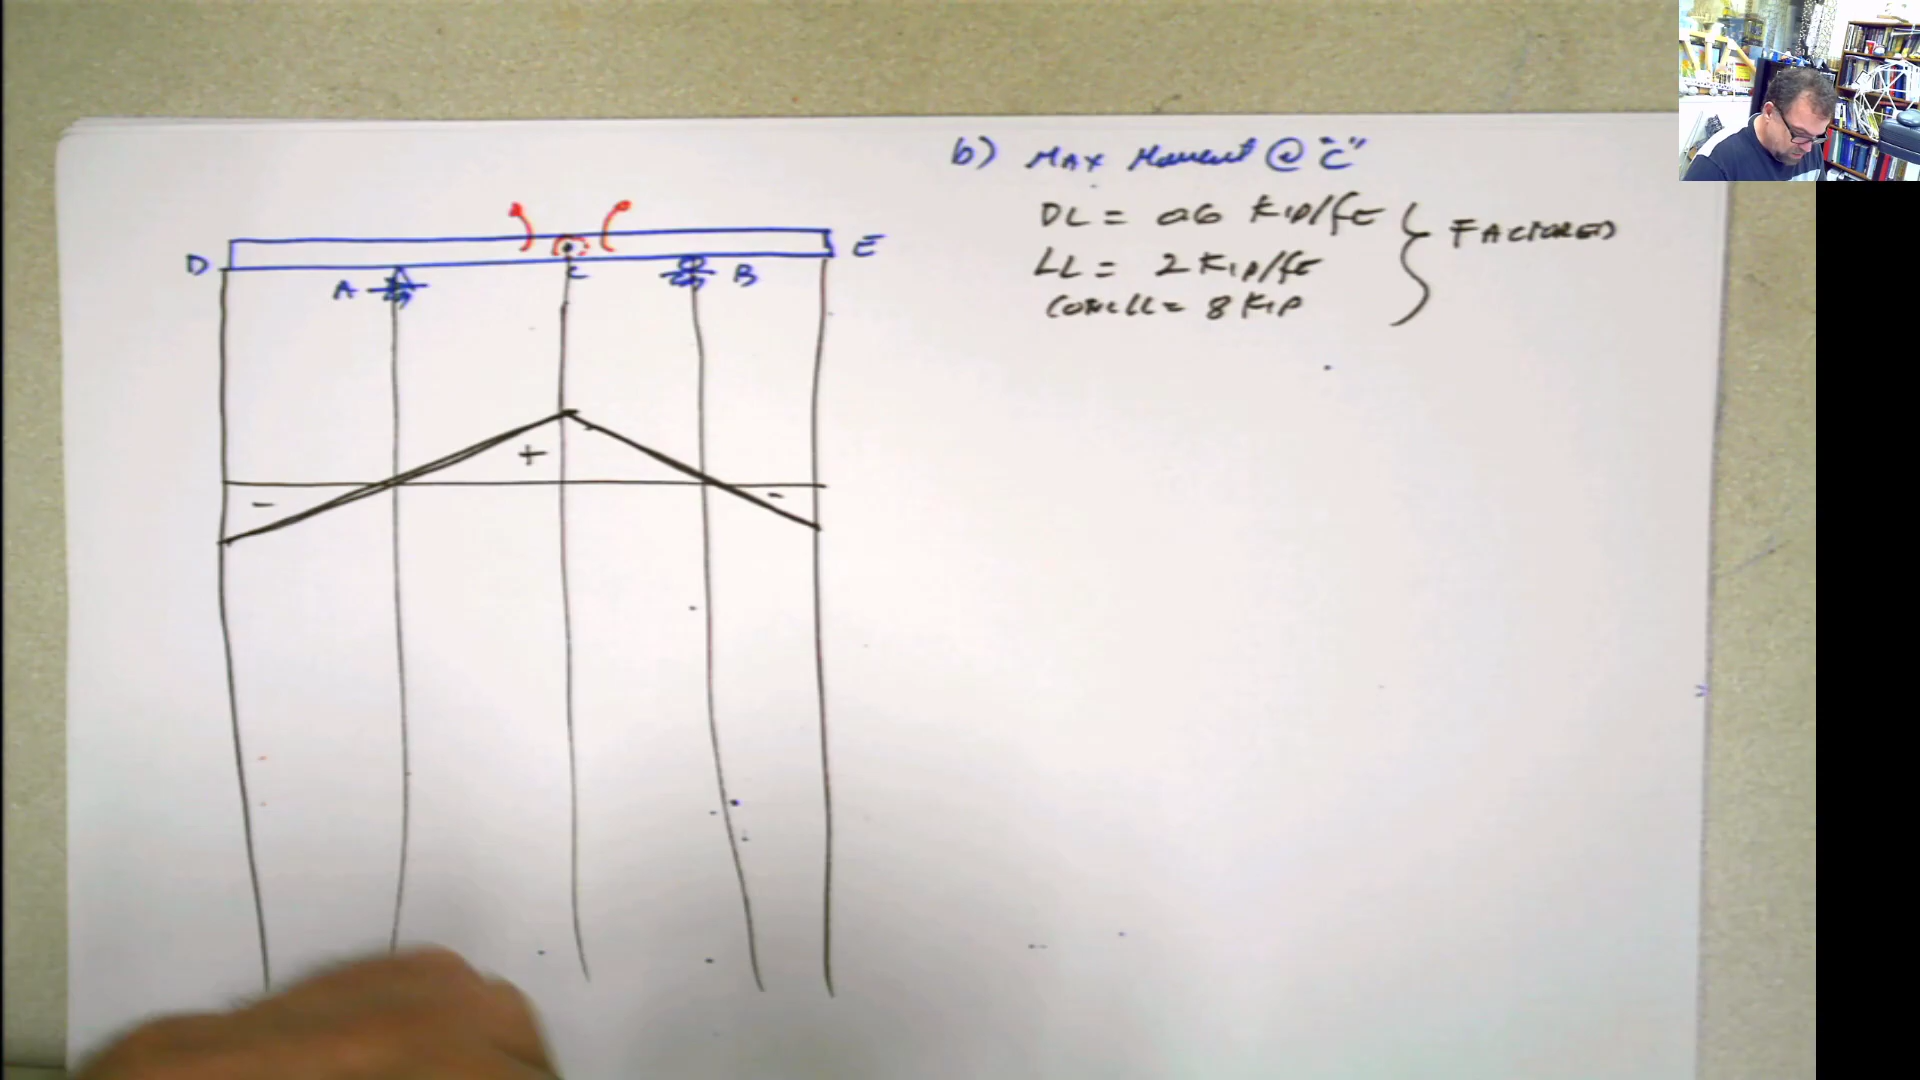 b) MAX Moment @ "C"
DL = 0.6 KIP/ft
LL = 2 KIP/ft
CONC LL = 8 KIP
FACTORED
D
A
C
B
E
+
-
-